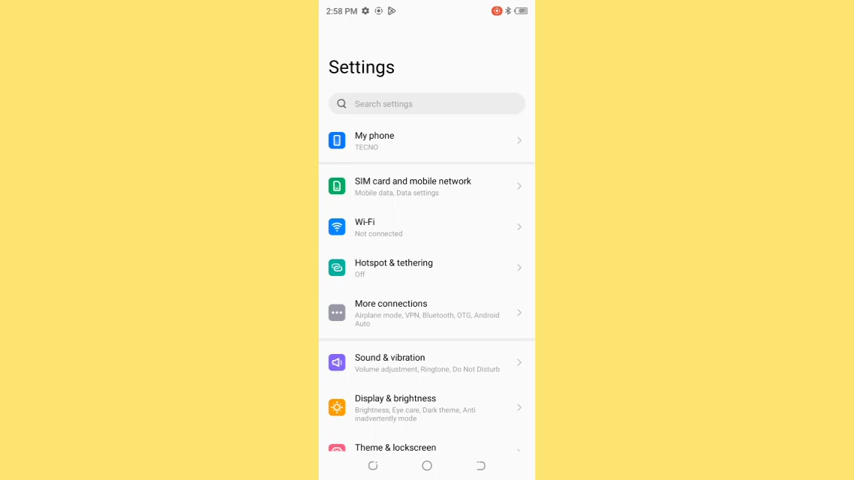 2:58 PM
Settings
Search settings
My phone
TECNO
SIM card and mobile network
Mobile data, Data settings
Wi-Fi
Not connected
Hotspot & tethering
Off
More connections
Airplane mode, VPN, Bluetooth, OTG, Android
Auto
Sound & vibration
Volume adjustment, Ringtone, Do Not Disturb
Display & brightness
Brightness, Eye care, Dark theme, Anti
inadvertently mode
Theme & lockscreen